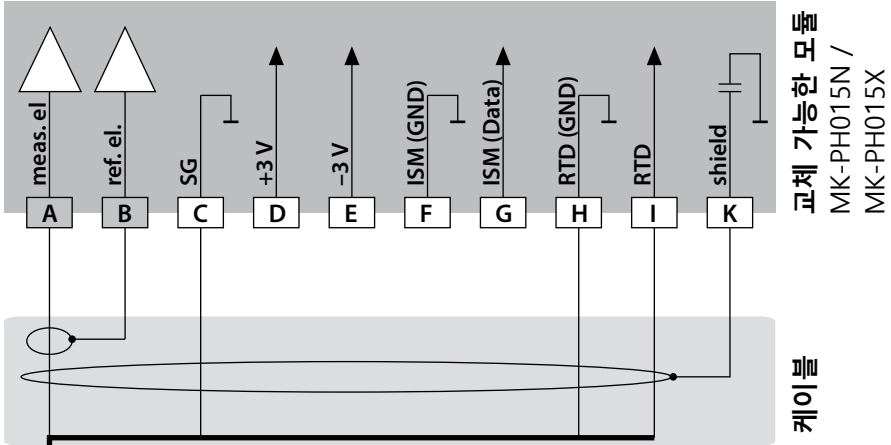 meas. el
ref. el.
SG
+3 V
–3 V
ISM (GND)
ISM (Data)
RTD (GND)
RTD
shield
A
B
C
D
E
F
G
H
I
K
교체 가능한 모듈
MK-PH015N /
MK-PH015X
케이블